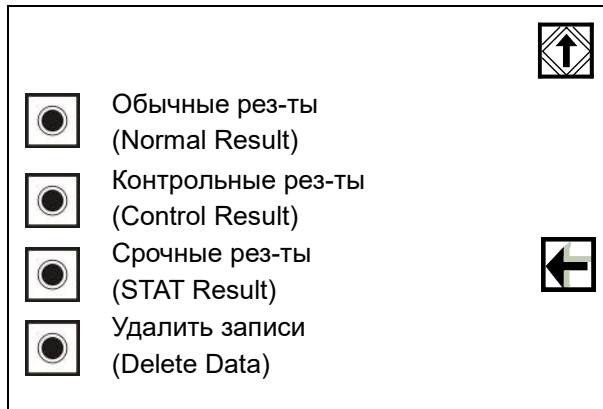 Обычные рез-ты
(Normal Result)
Контрольные рез-ты
(Control Result)
Срочные рез-ты
(STAT Result)
Удалить записи
(Delete Data)